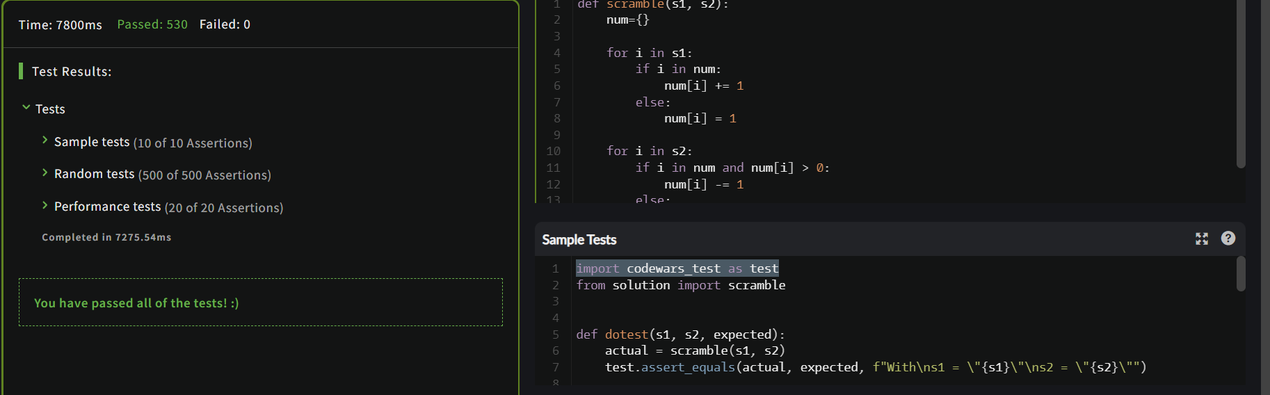 Time: 7800ms Passed: 530 Failed: 0
Test Results:
Tests
Sample tests (10 of 10 Assertions)
Random tests (500 of 500 Assertions)
Performance tests (20 of 20 Assertions)
Completed in 7275.54ms
You have passed all of the tests! :)
1 def scramble(s1, s2):
2     num={}
3
4     for i in s1:
5         if i in num:
6             num[i] += 1
7         else:
8             num[i] = 1
9
10     for i in s2:
11         if i in num and num[i] > 0:
12             num[i] -= 1
13         else:
Sample Tests
?
1 import codewars_test as test
2 from solution import scramble
3
4
5 def dotest(s1, s2, expected):
6     actual = scramble(s1, s2)
7     test.assert_equals(actual, expected, f"With\ns1 = \"{s1}\"\ns2 = \"{s2}\"")
8